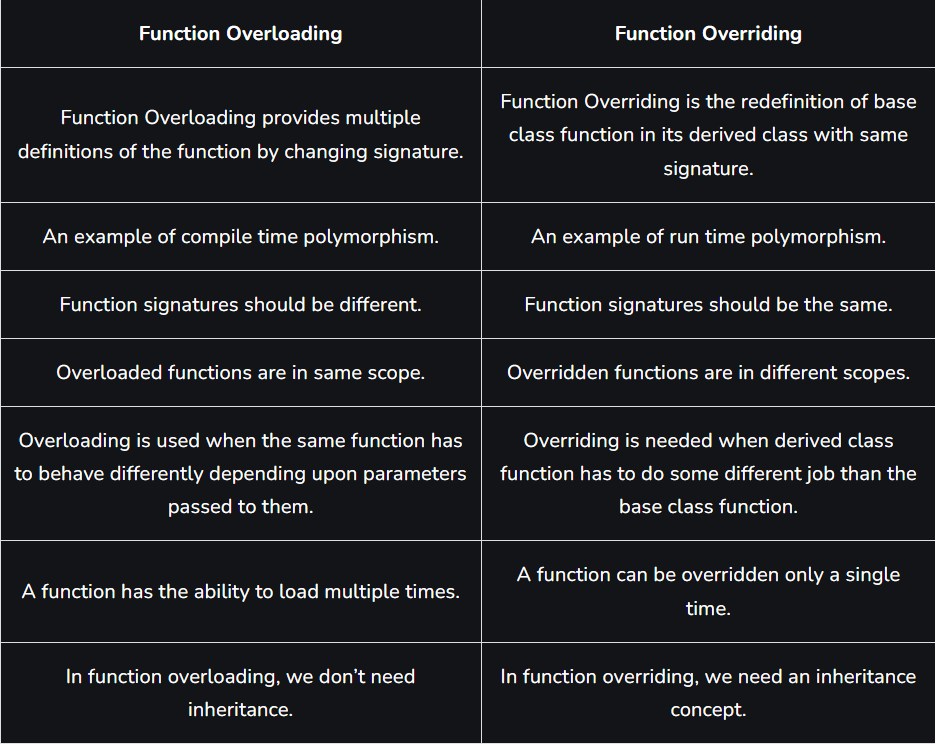 Function Overloading
Function Overriding
Function Overloading provides multiple
definitions of the function by changing signature.
Function Overriding is the redefinition of base
class function in its derived class with same
signature.
An example of compile time polymorphism.
An example of run time polymorphism.
Function signatures should be different.
Function signatures should be the same.
Overloaded functions are in same scope.
Overridden functions are in different scopes.
Overloading is used when the same function has
to behave differently depending upon parameters
passed to them.
Overriding is needed when derived class
function has to do some different job than the
base class function.
A function has the ability to load multiple times.
A function can be overridden only a single
time.
In function overloading, we don’t need
inheritance.
In function overriding, we need an inheritance
concept.